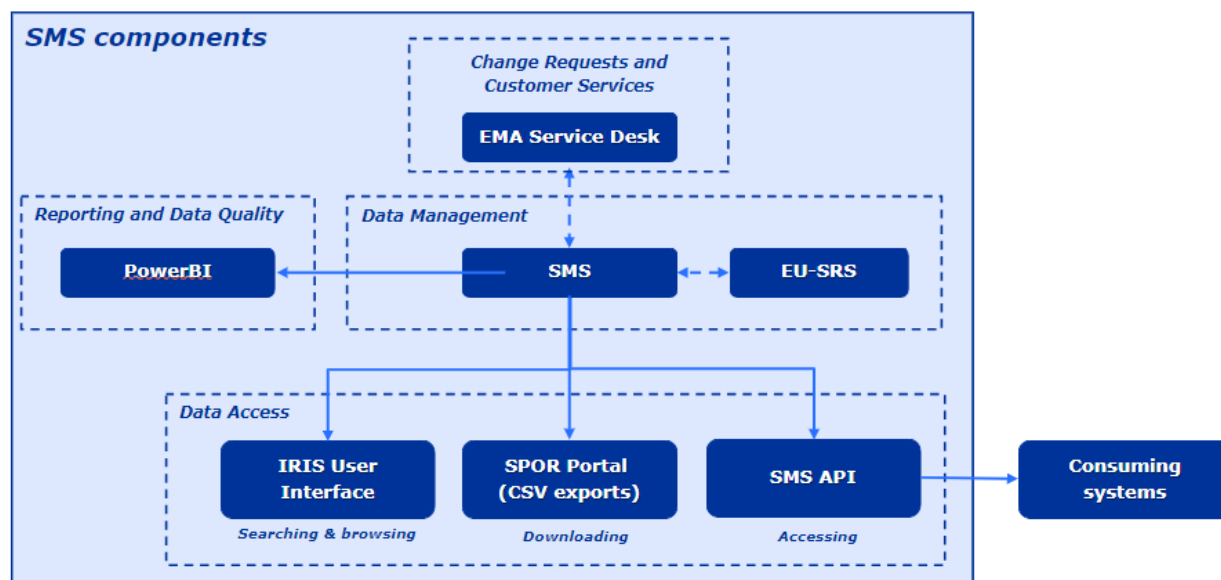 SMS components
Change Requests and
Customer Services
EMA Service Desk
Reporting and Data Quality
Data Management
PowerBI
SMS
EU-SRS
Data Access
IRIS User
Interface
SPOR Portal
(CSV exports)
SMS API
Consuming
systems
Searching & browsing
Downloading
Accessing